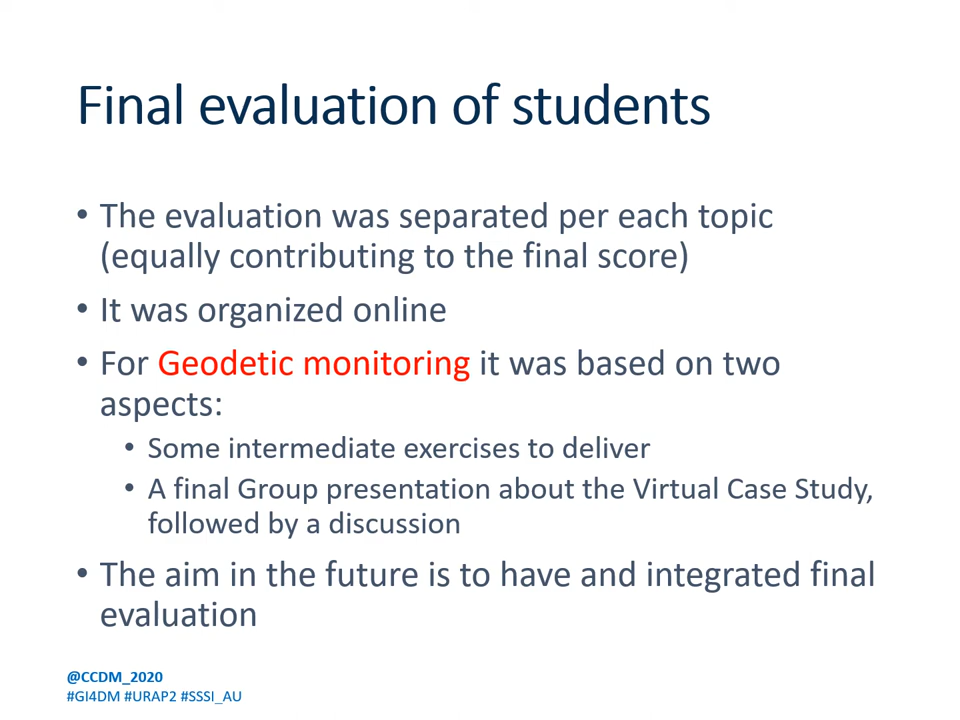 Final evaluation of students
• The evaluation was separated per each topic
(equally contributing to the final score)
• It was organized online
• For Geodetic monitoring it was based on two
aspects:
• Some intermediate exercises to deliver
• A final Group presentation about the Virtual Case Study,
followed by a discussion
• The aim in the future is to have and integrated final
evaluation
@CCDM_2020
#GI4DM #URAP2 #SSSI_AU